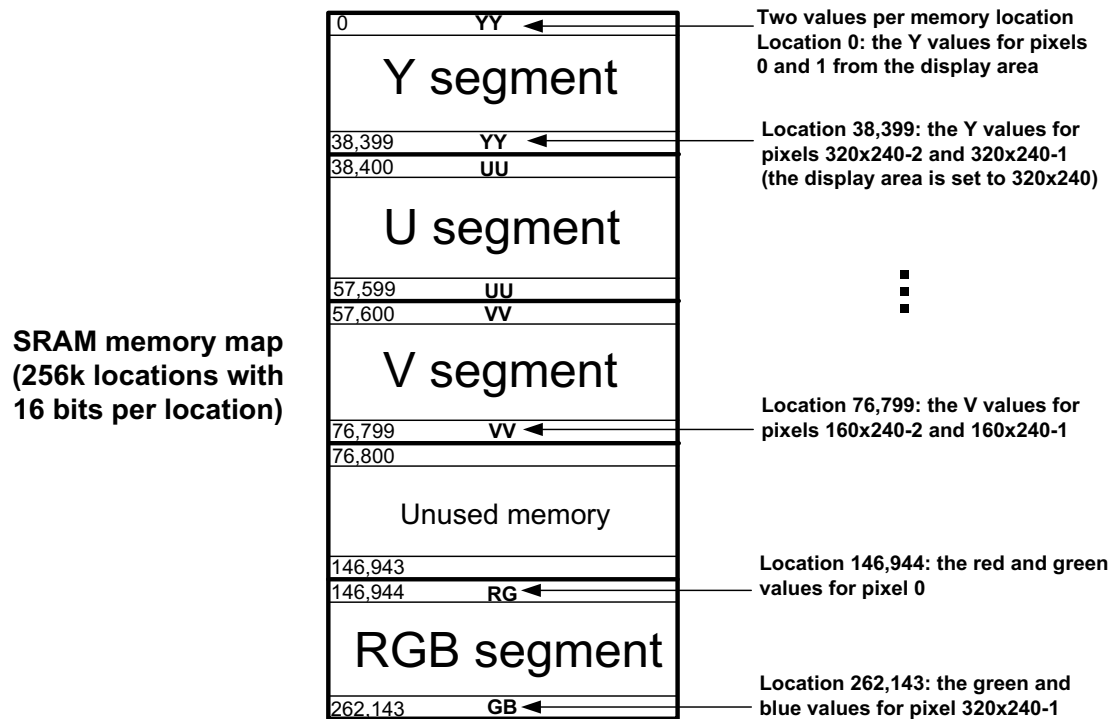 SRAM memory map
(256k locations with
16 bits per location)
0 YY
Y segment
38,399 YY
38,400 UU
U segment
57,599 UU
57,600 VV
V segment
76,799 VV
76,800
Unused memory
146,943
146,944 RG
RGB segment
262,143 GB
Two values per memory location
Location 0: the Y values for pixels
0 and 1 from the display area
Location 38,399: the Y values for
pixels 320x240-2 and 320x240-1
(the display area is set to 320x240)
Location 76,799: the V values for
pixels 160x240-2 and 160x240-1
Location 146,944: the red and green
values for pixel 0
Location 262,143: the green and
blue values for pixel 320x240-1